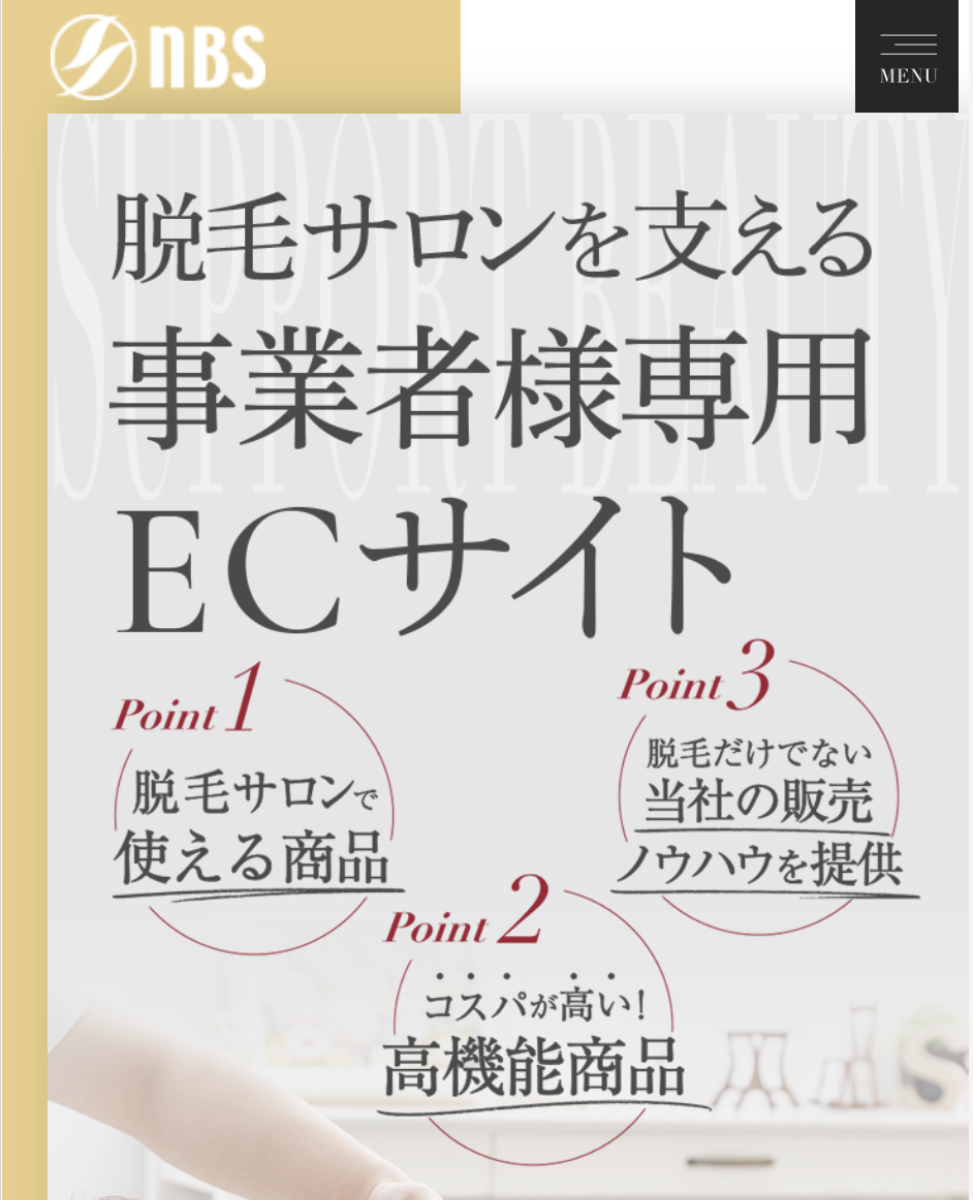 nBS
MENU
SUPPORT BEAUTY
脱毛サロンを支える
事業者様専用
ECサイト
Point 1
脱毛サロンで
使える商品
Point 2
コスパが高い!
高機能商品
Point 3
脱毛だけでない
当社の販売
ノウハウを提供